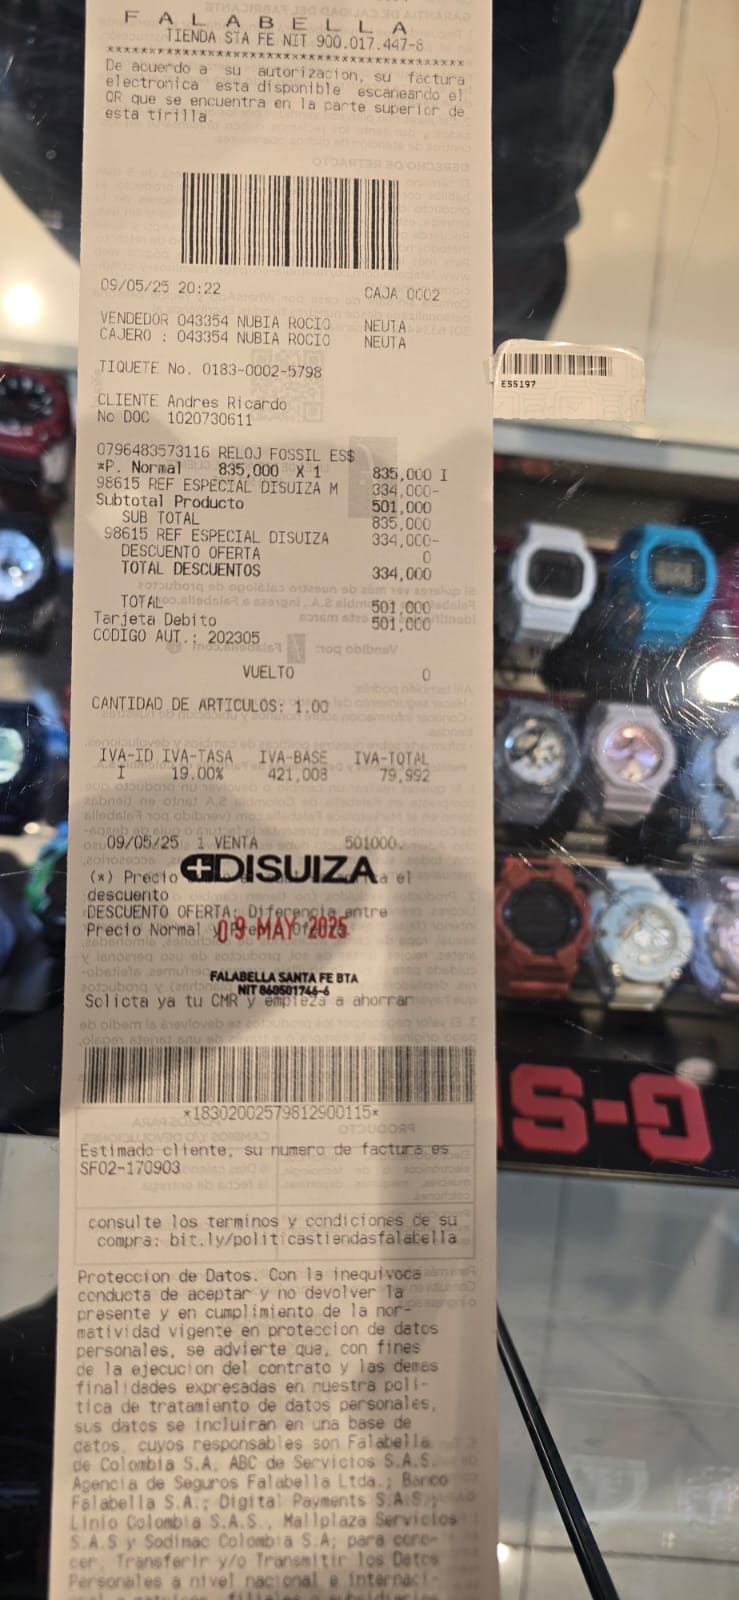 F A L A B E L L A
TIENDA STA FE NIT 900.017.447-8
****************************************
De acuerdo a su autorizacion, su factura
electronica esta disponible escaneando el
QR que se encuentra en la parte superior de
esta tirilla.
09/05/25 20:22 CAJA 0002
VENDEDOR 043354 NUBIA ROCIO NEUTA
CAJERO : 043354 NUBIA ROCIO NEUTA
TIQUETE No. 0183-0002-5798
CLIENTE Andres Ricardo
No DOC 1020730611
0796483573116 RELOJ FOSSIL ES$
*P. Normal 835,000 X 1 835,000 I
98615 REF ESPECIAL DISUIZA M 334,000-
Subtotal Producto 501,000
SUB TOTAL 835,000
98615 REF ESPECIAL DISUIZA 334,000-
DESCUENTO OFERTA 0
TOTAL DESCUENTOS 334,000
TOTAL 501,000
Tarjeta Debito 501,000
CODIGO AUT.: 202305
VUELTO 0
CANTIDAD DE ARTICULOS: 1.00
IVA-ID IVA-TASA IVA-BASE IVA-TOTAL
I 19.00% 421,008 79,992
09/05/25 1 VENTA 501000.
DISUIZA
(*) Precio el
descuento
DESCUENTO OFERTA: Diferencia entre
Precio Normal y
09 MAY 2025
FALABELLA SANTA FE BTA
NIT 860501746-6
Solicta ya tu CMR y empieza a ahorrar
*18302002579812900115*
Estimado cliente, su numero de factura es
SF02-170903
consulte los terminos y condiciones de su
compra: bit.ly/politicastiendasfalabella
Proteccion de Datos. Con la inequivoca
conducta de aceptar y no devolver la
presente y en cumplimiento de la nor-
matividad vigente en proteccion de datos
personales, se advierte que, con fines
de la ejecucion del contrato y las demas
finalidades expresadas en nuestra poli-
tica de tratamiento de datos personales,
sus datos se incluiran en una base de
datos, cuyos responsables son Falabella
de Colombia S.A, ABC de Servicios S.A.S,
Agencia de Seguros Falabella Ltda.; Banco
Falabella S.A.; Digital Payments S.A.S.,
Linio Colombia S.A.S., Mallplaza Servicios
S.A.S y Sodimac Colombia S.A; para cono-
cer, Transferir y/o Transmitir los Datos
Personales a nivel nacional e internaci-
ES5197
G-S